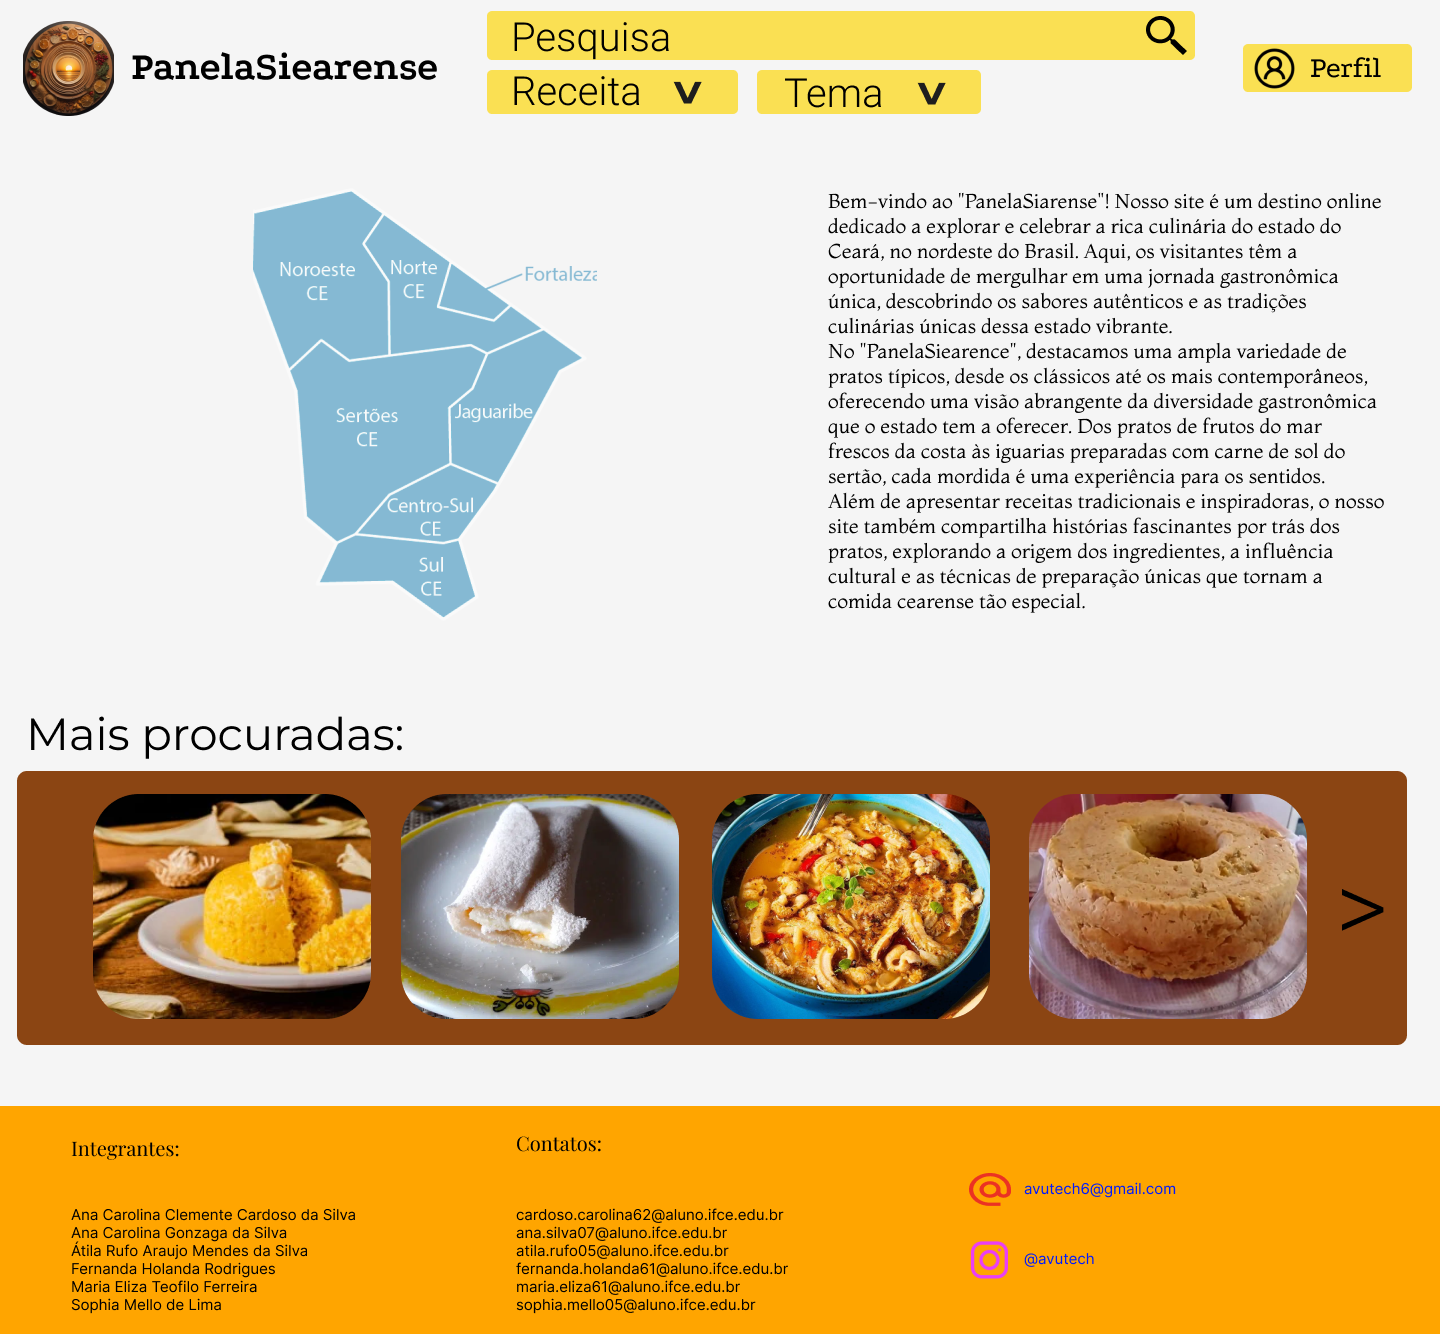 PanelaSiearense
Pesquisa
Receita V
Tema V
Perfil
Noroeste
CE
Norte
CE
Fortaleza
Sertões
CE
Jaguaribe
Centro-Sul
CE
Sul
CE
Bem-vindo ao "PanelaSiarense"! Nosso site é um destino online
dedicado a explorar e celebrar a rica culinária do estado do
Ceará, no nordeste do Brasil. Aqui, os visitantes têm a
oportunidade de mergulhar em uma jornada gastronômica
única, descobrindo os sabores autênticos e as tradições
culinárias únicas dessa estado vibrante.
No "PanelaSiearence", destacamos uma ampla variedade de
pratos típicos, desde os clássicos até os mais contemporâneos,
oferecendo uma visão abrangente da diversidade gastronômica
que o estado tem a oferecer. Dos pratos de frutos do mar
frescos da costa às iguarias preparadas com carne de sol do
sertão, cada mordida é uma experiência para os sentidos.
Além de apresentar receitas tradicionais e inspiradoras, o nosso
site também compartilha histórias fascinantes por trás dos
pratos, explorando a origem dos ingredientes, a influência
cultural e as técnicas de preparação únicas que tornam a
comida cearense tão especial.
Mais procuradas:
>
Integrantes:
Ana Carolina Clemente Cardoso da Silva
Ana Carolina Gonzaga da Silva
Átila Rufo Araujo Mendes da Silva
Fernanda Holanda Rodrigues
Maria Eliza Teofilo Ferreira
Sophia Mello de Lima
Contatos:
cardoso.carolina62@aluno.ifce.edu.br
ana.silva07@aluno.ifce.edu.br
atila.rufo05@aluno.ifce.edu.br
fernanda.holanda61@aluno.ifce.edu.br
maria.eliza61@aluno.ifce.edu.br
sophia.mello05@aluno.ifce.edu.br
avutech6@gmail.com
@avutech